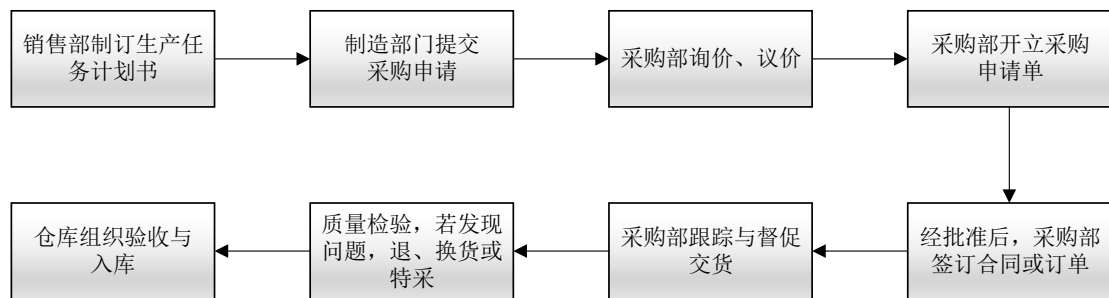 销售部制订生产任
务计划书
制造部门提交
采购申请
采购部询价、议价
采购部开立采购
申请单
经批准后，采购部
签订合同或订单
采购部跟踪与督促
交货
质量检验，若发现
问题，退、换货或
特采
仓库组织验收与
入库